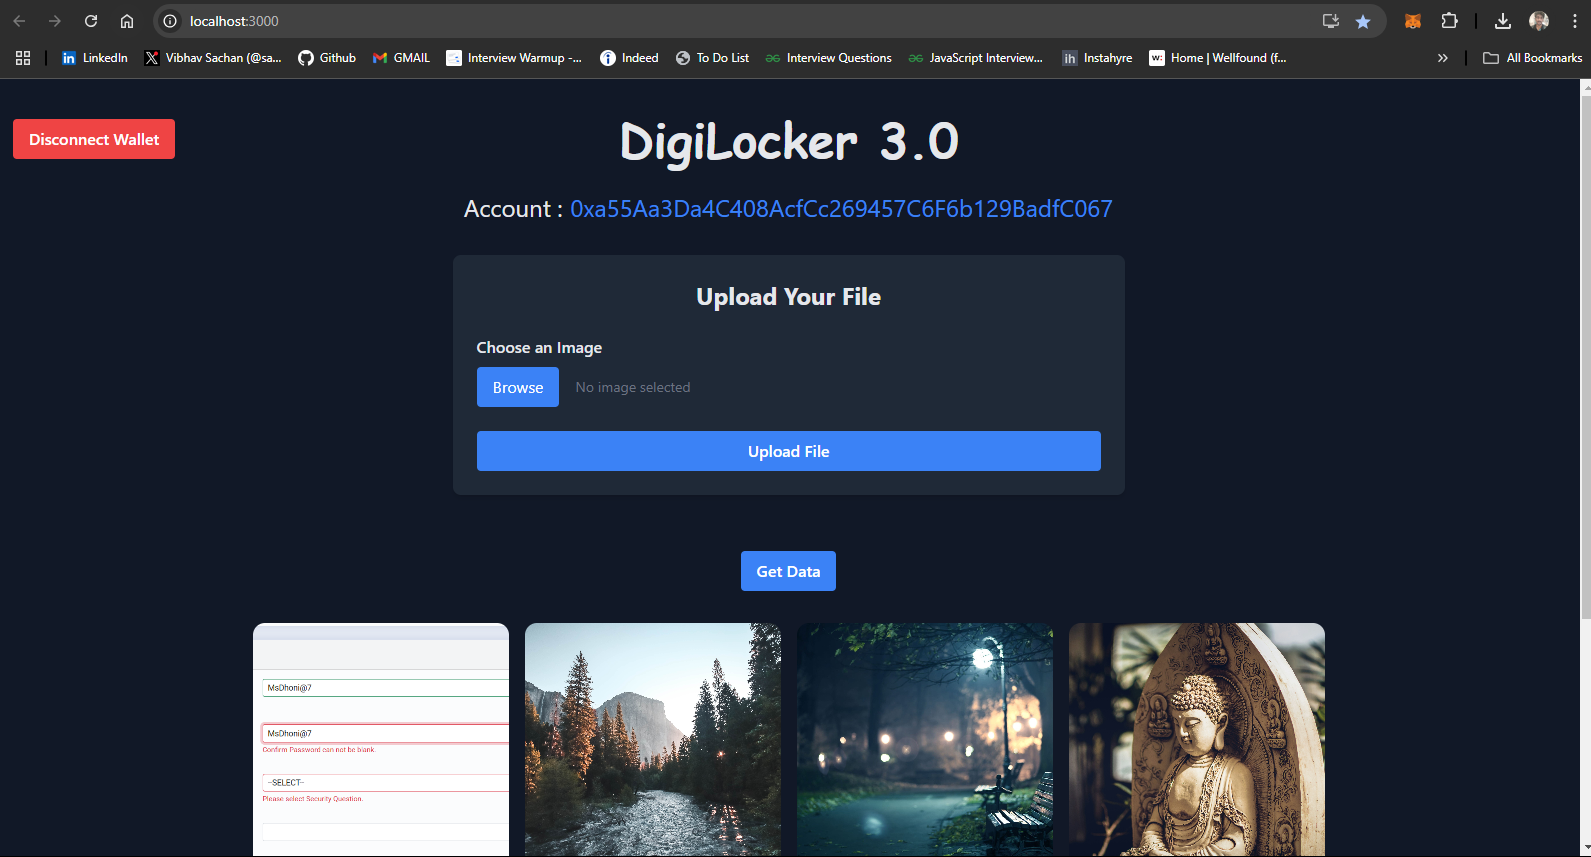 localhost:3000
LinkedIn
Vibhav Sachan (@sa...
Github
GMAIL
Interview Warmup -...
Indeed
To Do List
Interview Questions
JavaScript Interview...
ih Instahyre
w: Home | Wellfound (f...
All Bookmarks
Disconnect Wallet
DigiLocker 3.0
Account : 0xa55Aa3Da4C408AcfCc269457C6F6b129BadfC067
Upload Your File
Choose an Image
Browse No image selected
Upload File
Get Data
MsDhoni@7
MsDhoni@7
Confirm Password can not be blank.
--SELECT--
Please select Security Question.